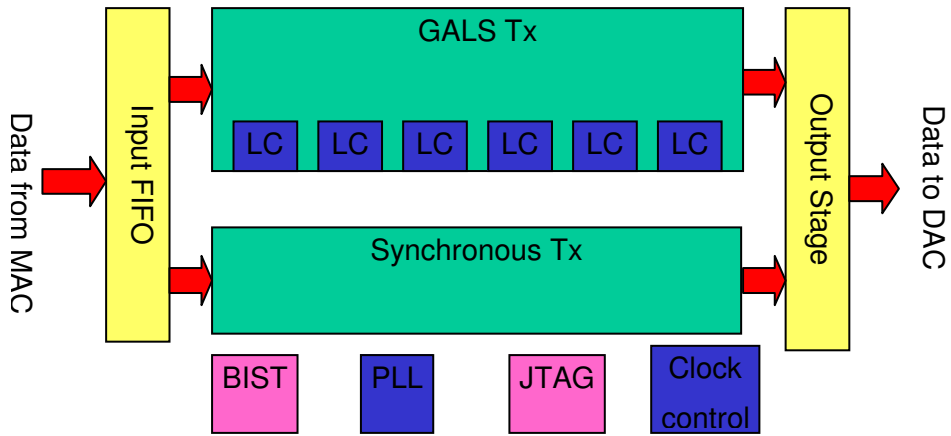 Data from MAC
Input FIFO
GALS Tx
LC LC LC LC LC LC
Synchronous Tx
Output Stage
Data to DAC
BIST
PLL
JTAG
Clock
control